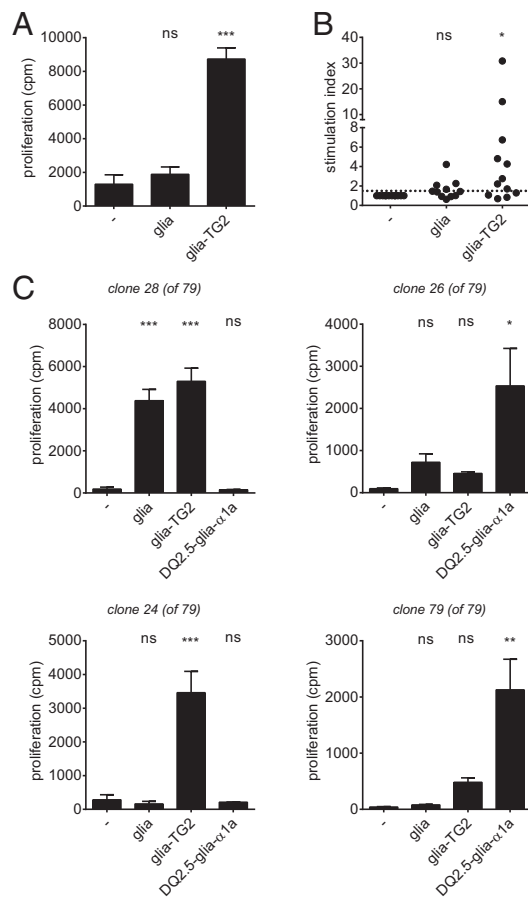 A
ns
***
proliferation (cpm)
10000
8000
6000
4000
2000
0
-
glia
glia-TG2
B
ns
*
stimulation index
40
30
20
10
8
6
4
2
0
-
glia
glia-TG2
C
clone 28 (of 79)
***
***
ns
proliferation (cpm)
8000
6000
4000
2000
0
-
glia
glia-TG2
DQ2.5-glia-α1a
clone 26 (of 79)
ns
ns
*
proliferation (cpm)
4000
3000
2000
1000
0
-
glia
glia-TG2
DQ2.5-glia-α1a
clone 24 (of 79)
ns
***
ns
proliferation (cpm)
5000
4000
3000
2000
1000
0
-
glia
glia-TG2
DQ2.5-glia-α1a
clone 79 (of 79)
ns
ns
**
proliferation (cpm)
3000
2000
1000
0
-
glia
glia-TG2
DQ2.5-glia-α1a